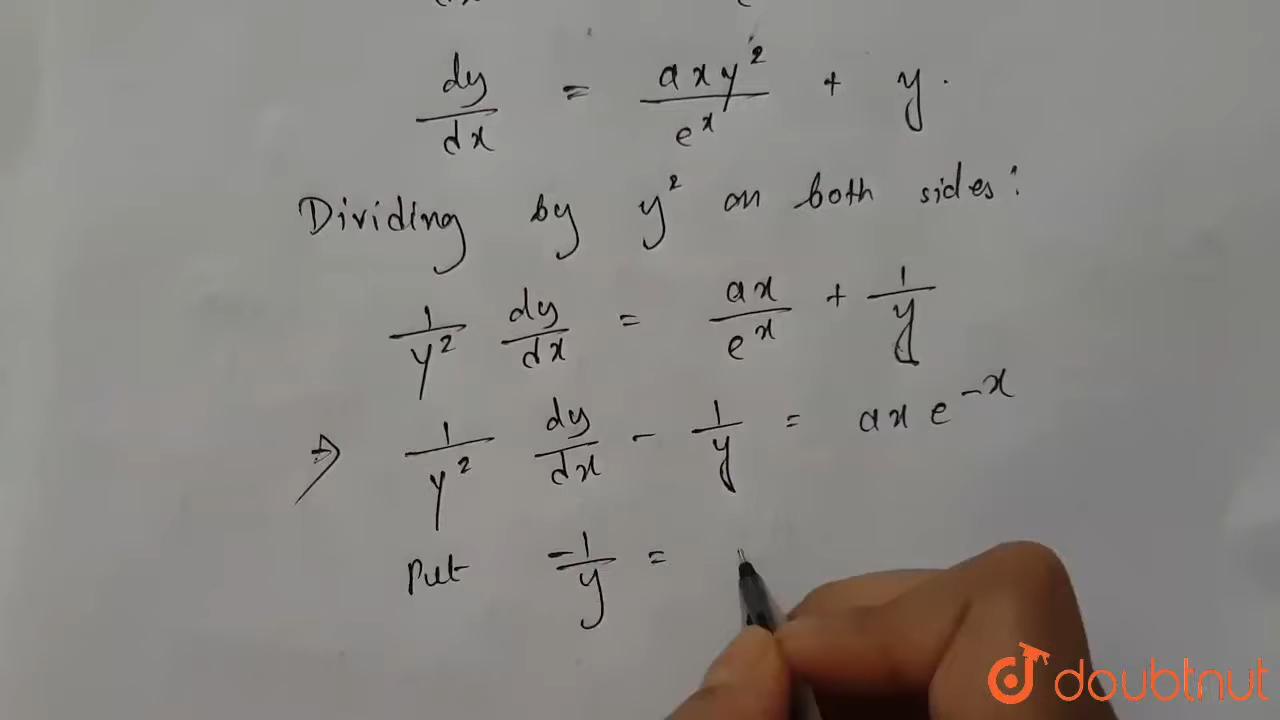 dy/dx = axy²/eˣ + y.
Dividing by y² on both sides:
1/y² dy/dx = ax/eˣ + 1/y
⇒ 1/y² dy/dx - 1/y = ax e⁻ˣ
Put -1/y =
doubtnut